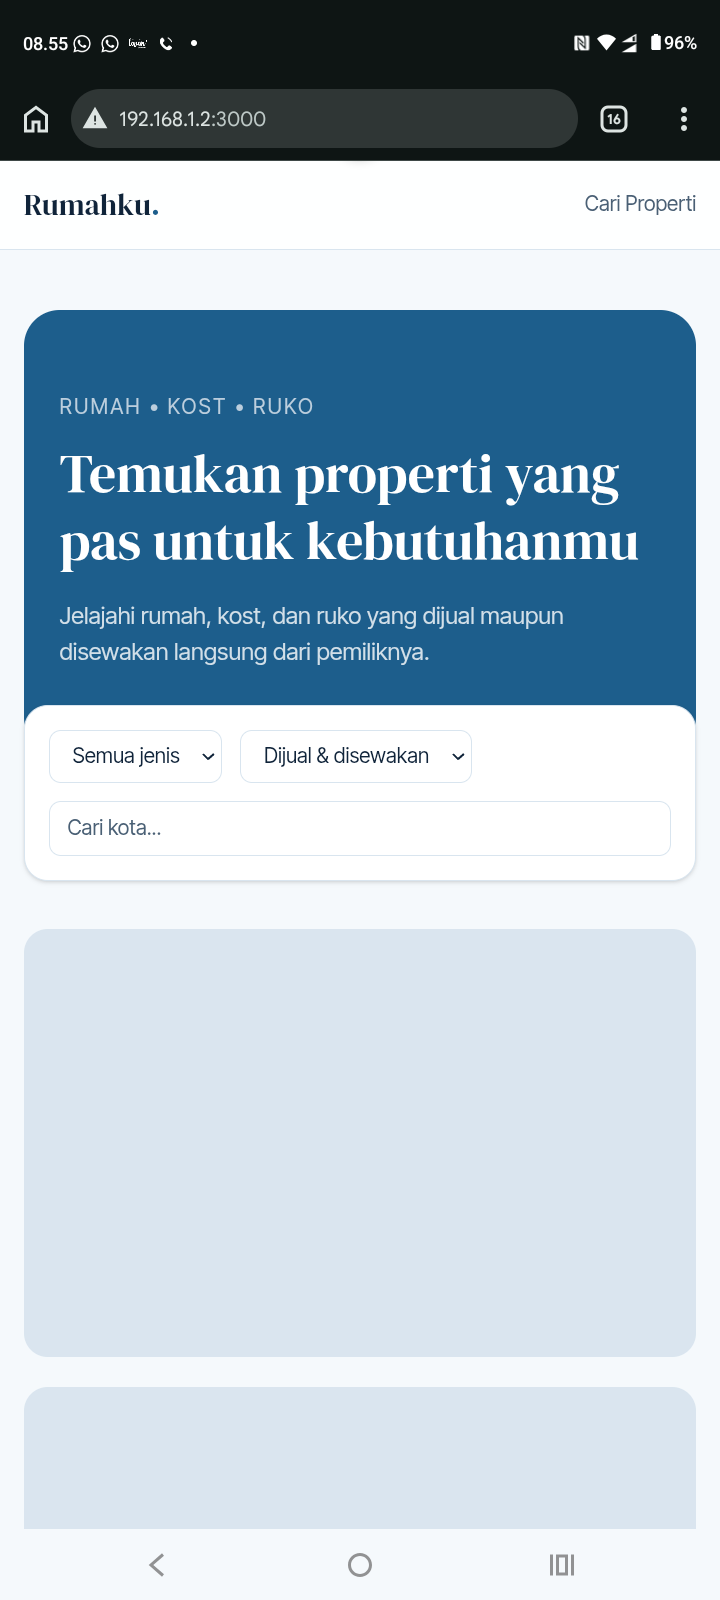 08.55
96%
192.168.1.2:3000
16
Rumahku.
Cari Properti
RUMAH • KOST • RUKO
Temukan properti yang
pas untuk kebutuhanmu
Jelajahi rumah, kost, dan ruko yang dijual maupun
disewakan langsung dari pemiliknya.
Semua jenis
Dijual & disewakan
Cari kota...